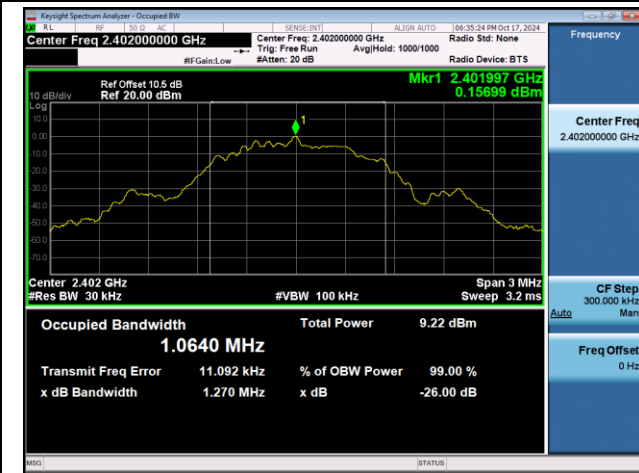 Keysight Spectrum Analyzer - Occupied BW
RL RF 50 Ω AC SENSE:INT ALIGN AUTO 06:35:24 PM Oct 17, 2024
Center Freq 2.402000000 GHz
Center Freq: 2.402000000 GHz
Radio Std: None
Trig: Free Run Avg|Hold: 1000/1000
#IFGain:Low #Atten: 20 dB Radio Device: BTS
Frequency
Ref Offset 10.5 dB
10 dB/div Ref 20.00 dBm
Mkr1 2.401997 GHz
0.15699 dBm
Log
10.0
0.00
-10.0
-20.0
-30.0
-40.0
-50.0
-60.0
-70.0
1
Center 2.402 GHz Span 3 MHz
#Res BW 30 kHz #VBW 100 kHz Sweep 3.2 ms
Occupied Bandwidth Total Power 9.22 dBm
1.0640 MHz
Transmit Freq Error 11.092 kHz % of OBW Power 99.00 %
x dB Bandwidth 1.270 MHz x dB -26.00 dB
Center Freq
2.402000000 GHz
CF Step
300.000 kHz
Auto Man
Freq Offset
0 Hz
MSG STATUS